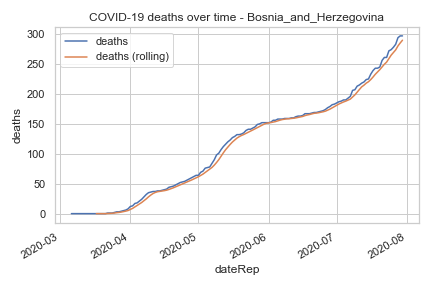 COVID-19 deaths over time - Bosnia_and_Herzegovina
deaths
deaths (rolling)
300
250
200
150
100
50
0
deaths
2020-03
2020-04
2020-05
2020-06
2020-07
2020-08
dateRep